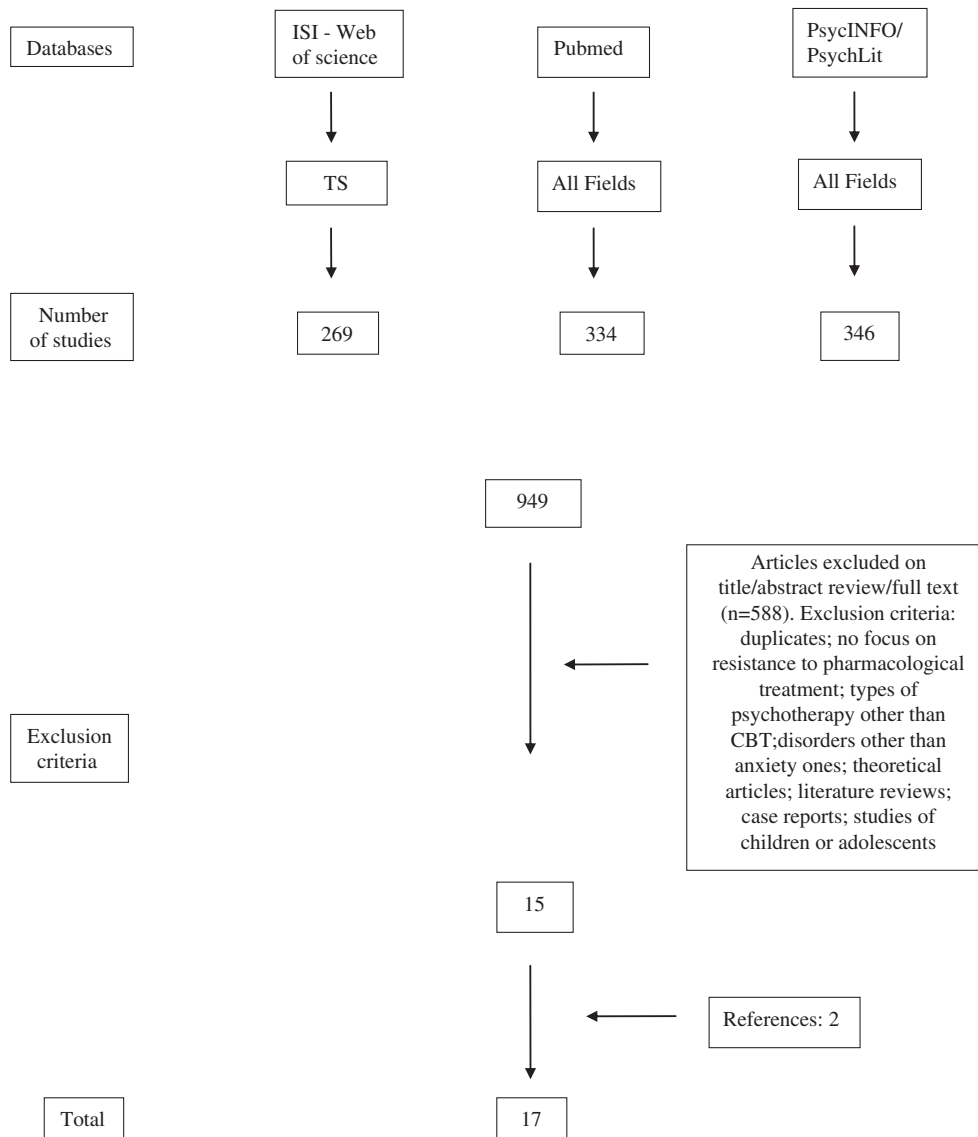 Databases
ISI - Web
of science
Pubmed
PsycINFO/
PsychLit
TS
All Fields
All Fields
Number
of studies
269
334
346
949
Articles excluded on
title/abstract review/full text
(n=588). Exclusion criteria:
duplicates; no focus on
resistance to pharmacological
treatment; types of
psychotherapy other than
CBT;disorders other than
anxiety ones; theoretical
articles; literature reviews;
case reports; studies of
children or adolescents
Exclusion
criteria
15
References: 2
Total
17